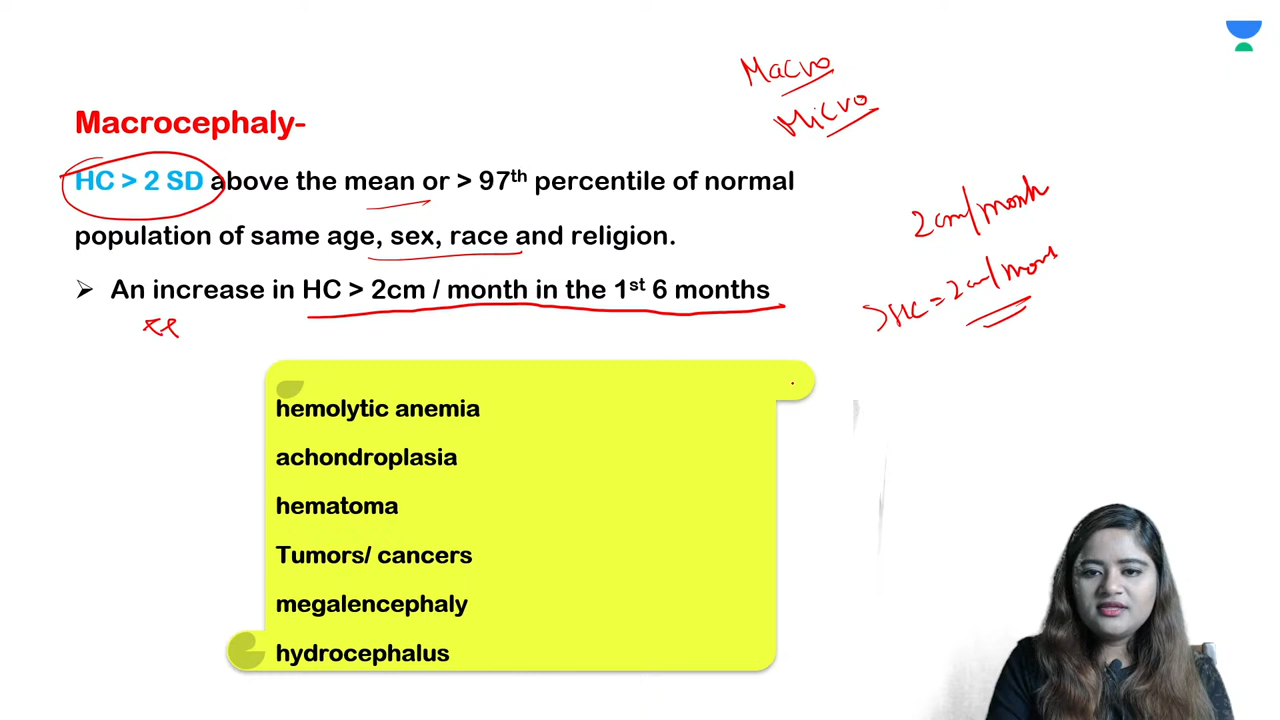 Macro
Micro
Macrocephaly-
HC > 2 SD above the mean or > 97th percentile of normal
population of same age, sex, race and religion.
2cm/month
➢ An increase in HC > 2cm / month in the 1st 6 months
HC = 2cm/
hemolytic anemia
achondroplasia
hematoma
Tumors/ cancers
megalencephaly
hydrocephalus